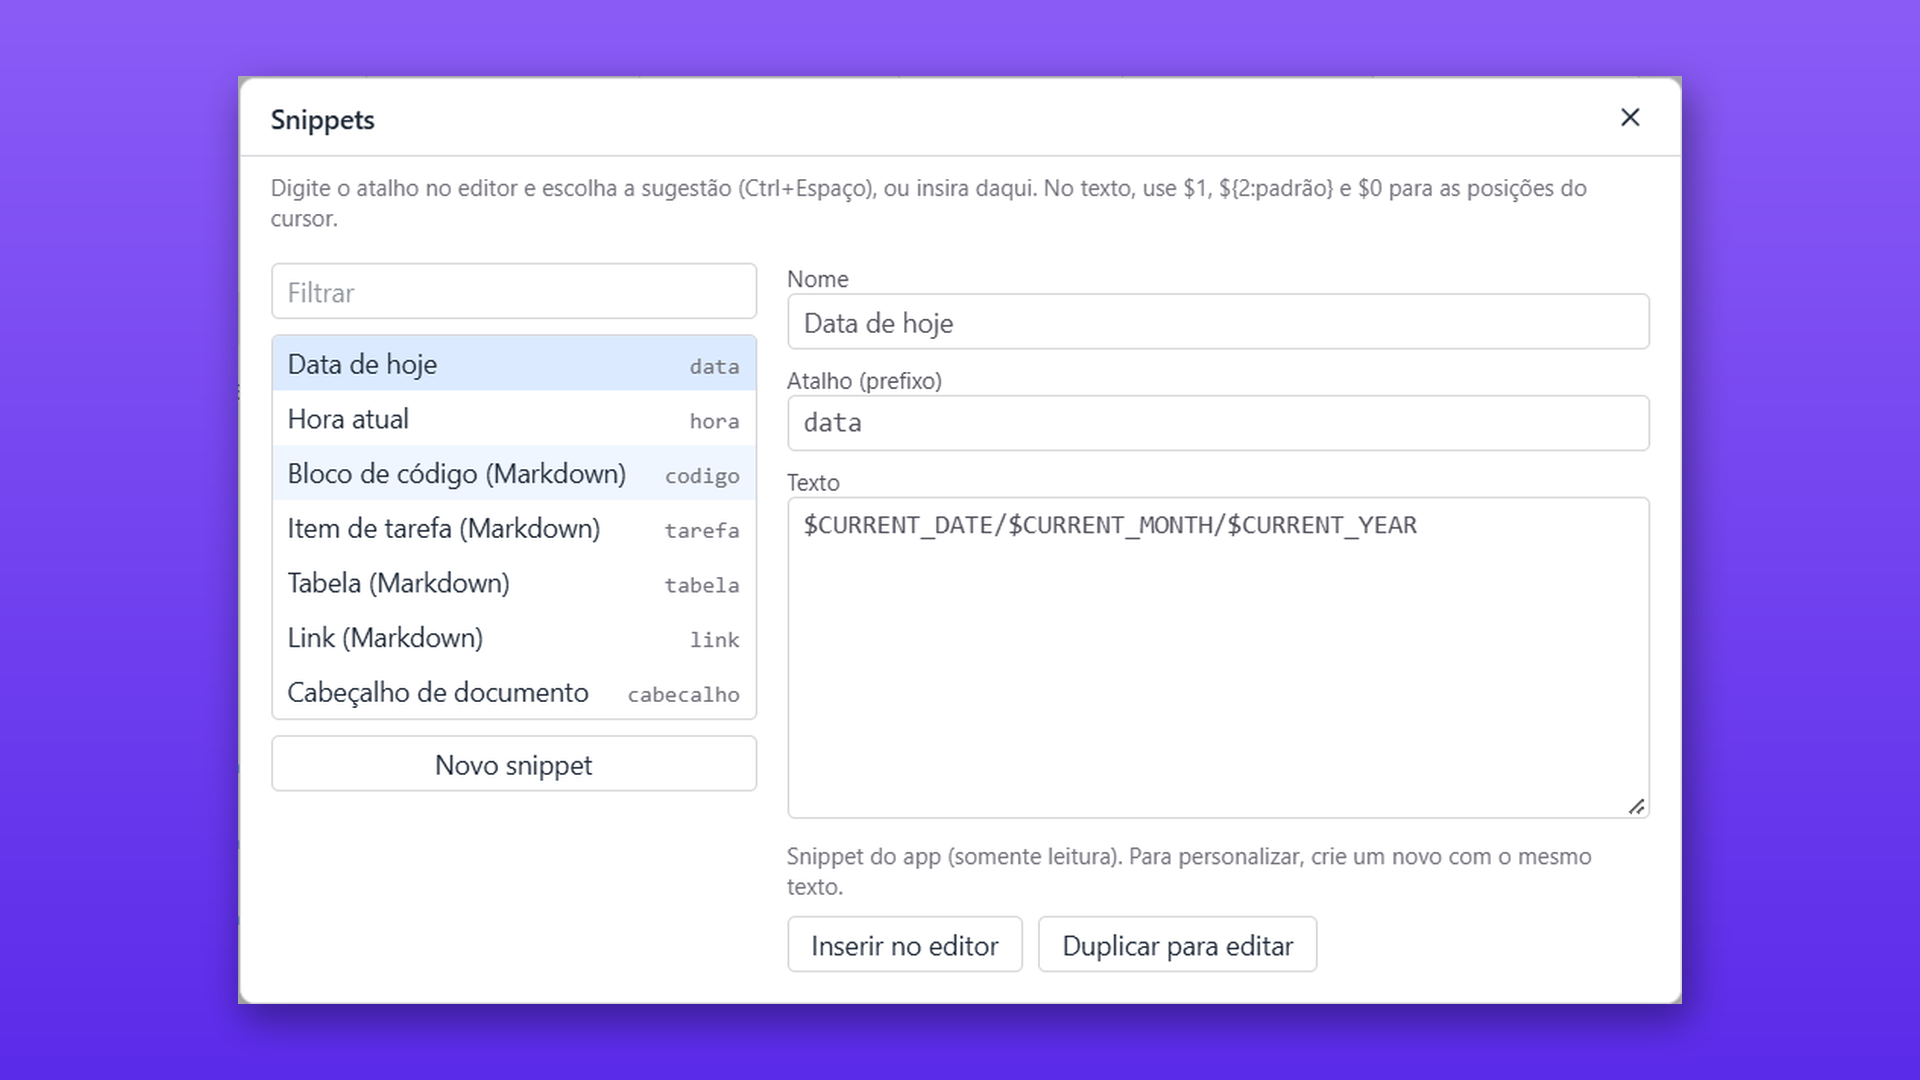 Snippets
Digite o atalho no editor e escolha a sugestão (Ctrl+Espaço), ou insira daqui. No texto, use $1, ${2:padrão} e $0 para as posições do
cursor.
Filtrar
Data de hoje data
Hora atual hora
Bloco de código (Markdown) codigo
Item de tarefa (Markdown) tarefa
Tabela (Markdown) tabela
Link (Markdown) link
Cabeçalho de documento cabecalho
Novo snippet
Nome
Data de hoje
Atalho (prefixo)
data
Texto
$CURRENT_DATE/$CURRENT_MONTH/$CURRENT_YEAR
Snippet do app (somente leitura). Para personalizar, crie um novo com o mesmo
texto.
Inserir no editor
Duplicar para editar